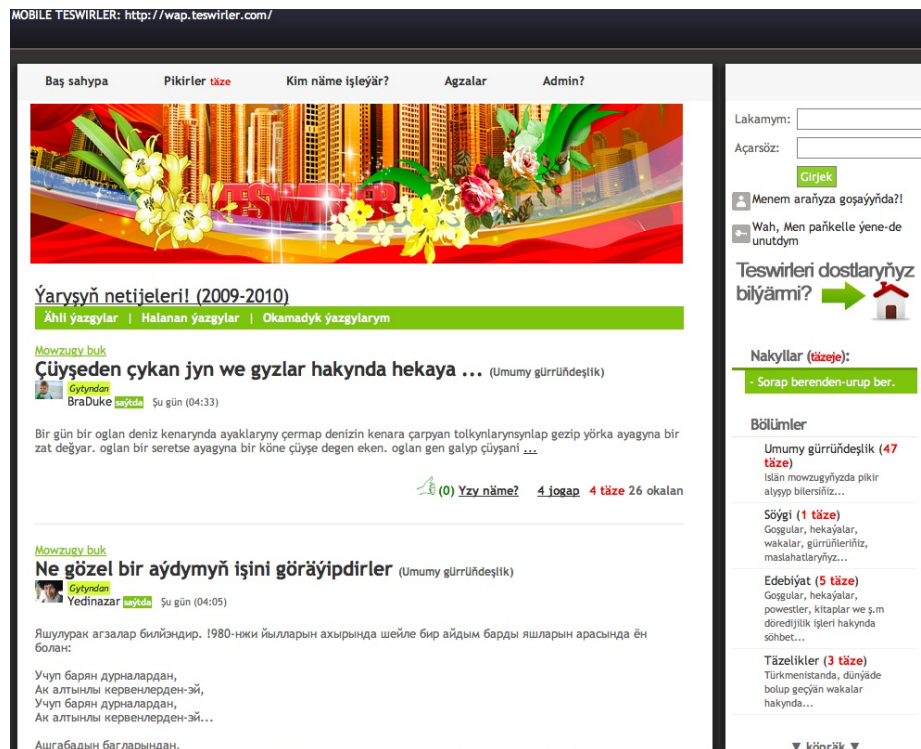 MOBILE TESWIRLER: http://wap.teswirler.com/
Baş sahypa Pikirler täze Kim näme işleýär? Agzalar Admin?
TESWIRLER
Ýaryşyň netijeleri! (2009-2010)
Ähli ýazgylar | Halanan ýazgylar | Okamadyk ýazgylarym
Mowzugy buk
Çüýşeden çykan jyn we gyzlar hakynda hekaya ... (Umumy gürrüňdeşlik)
Gytyndan
BraDuke saýtda Şu gün (04:33)
Bir gün bir oglan deniz kenarynda ayaklaryny çermap denizin kenara çarpyan tolkynlarynsynlap gezip yörka ayagyna bir
zat değyar. oglan bir seretse ayagyna bir köne çüyşe degen eken. oglan gen galyp çüyşani ...
(0) Yzy näme? 4 jogap 4 täze 26 okalan
Mowzugy buk
Ne gözel bir aýdymyň işini göräýipdirler (Umumy gürrüňdeşlik)
Gytyndan
Yedinazar saýtda Şu gün (04:05)
Яшулурак агзалар билйэндир. !980-нжи йылларын ахырында шейле бир айдым барды яшларын арасында ён
болан:
Учуп барян дурналардан,
Ак алтынлы кервенлерден-эй,
Учуп барян дурналардан,
Ак алтынлы кервенлерден-эй...
Ашгабадын багларындан,
Lakamym:
Açarsöz:
Girjek
Menem araňyza goşaýyňda?!
Wah, Men paňkelle ýene-de
unutdym
Teswirleri dostlaryňyz
bilýärmi?
Nakyllar (täzeje):
- Sorap berenden-urup ber.
Bölümler
Umumy gürrüňdeşlik (47
täze)
Islän mowzugyňyzda pikir
alyşyp bilersiňiz...
Söýgi (1 täze)
Goşgular, hekaýalar,
wakalar, gürrüňleriňiz,
maslahatlaryňyz...
Edebiýat (5 täze)
Goşgular, hekaýalar,
powestler, kitaplar we ş.m
döredijilik işleri hakynda
söhbet...
Täzelikler (3 täze)
Türkmenistanda, dünýäde
bolup geçýän wakalar
hakynda...
▼ köpräk ▼